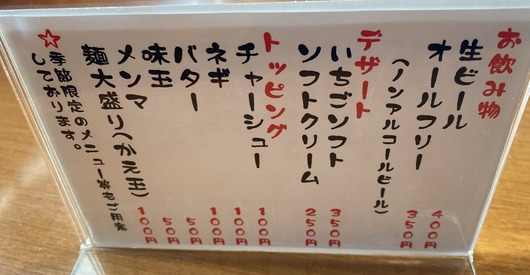 お飲み物
生ビール 400円
オールフリー 350円
(ノンアルコールビール)
デザート
いちごソフト 350円
ソフトクリーム 250円
トッピング
チャーシュー 100円
ネギ 100円
バター 100円
味玉 50円
メンマ 50円
麺大盛り(かえ玉) 100円
☆季節限定のメニュー等もご用意
しております。